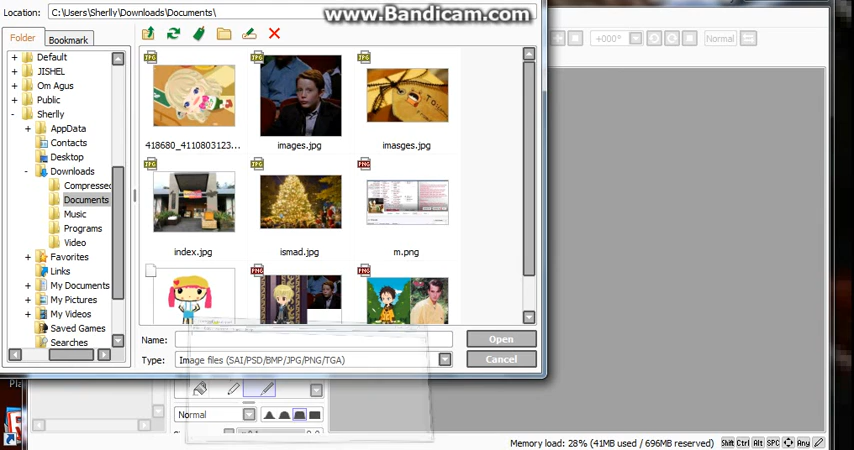 Location: C:\Users\Sherlly\Downloads\Documents\
www.Bandicam.com
Folder
Bookmark
+000°
Normal
Default
JISHEL
Om Agus
Public
Sherlly
AppData
Contacts
Desktop
Downloads
Compressed
Documents
Music
Programs
Video
Favorites
Links
My Documents
My Pictures
My Videos
Saved Games
Searches
JPG
JPG
JPG
418680_4110803123...
images.jpg
imasges.jpg
JPG
JPG
PNG
index.jpg
ismad.jpg
m.png
PNG
PNG
Name:
Open
Type:
Image files (SAI/PSD/BMP/JPG/PNG/TGA)
Cancel
Normal
Memory load: 28% (41MB used / 696MB reserved)
Shift Ctrl Alt SPC Any